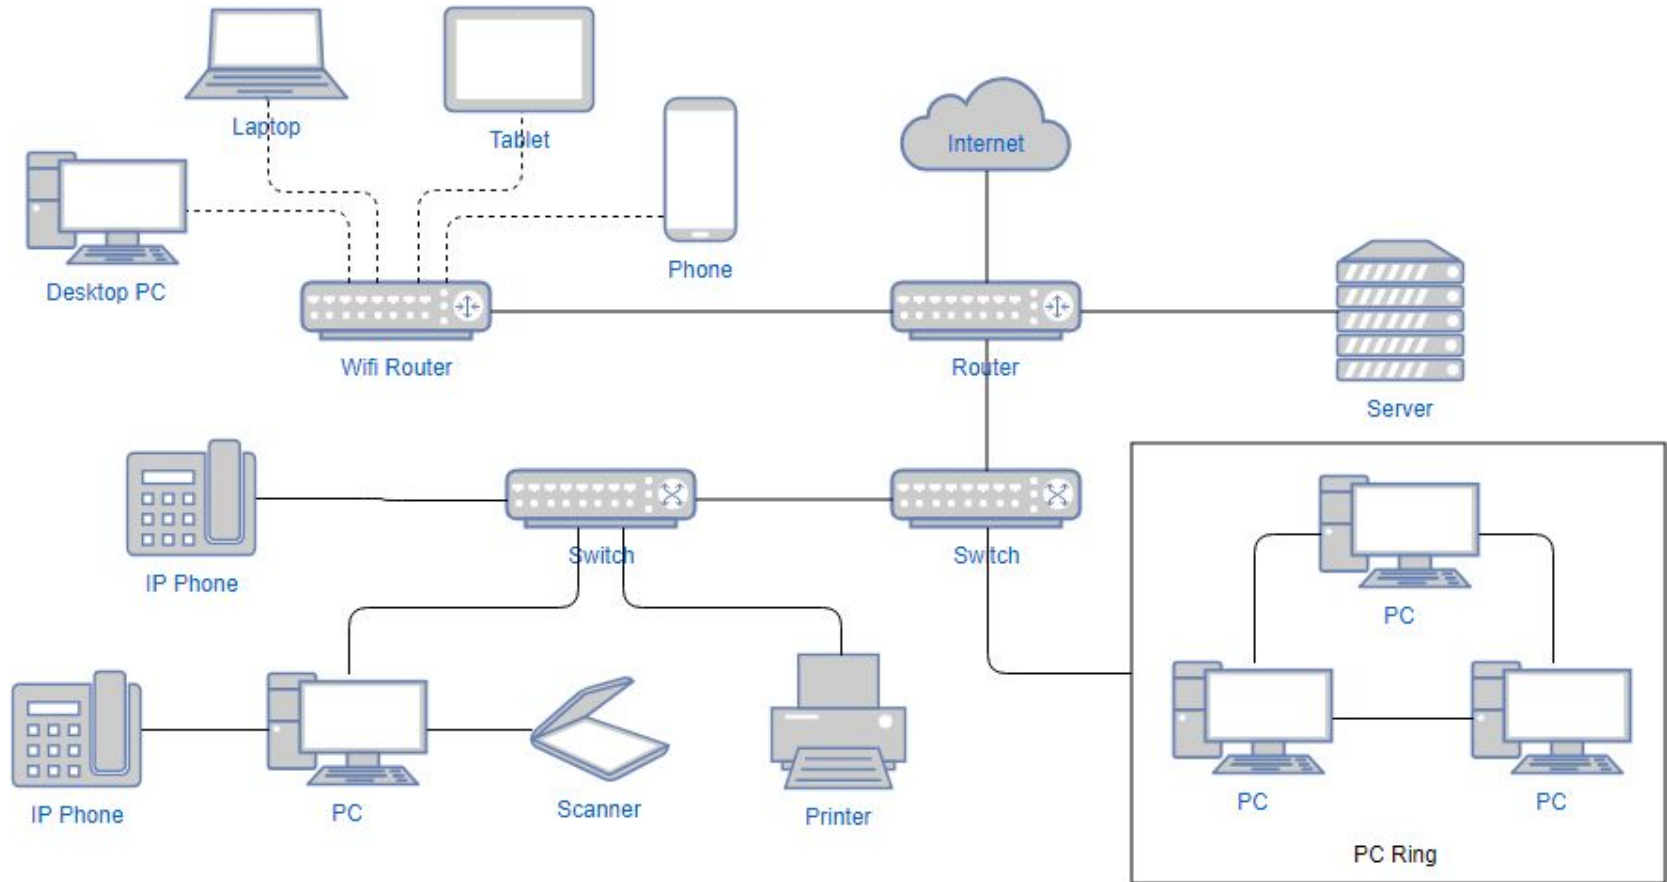 Laptop
Tablet
Internet
Phone
Desktop PC
Wifi Router
Router
Server
Switch
Switch
IP Phone
PC
IP Phone
PC
Scanner
Printer
PC
PC
PC Ring